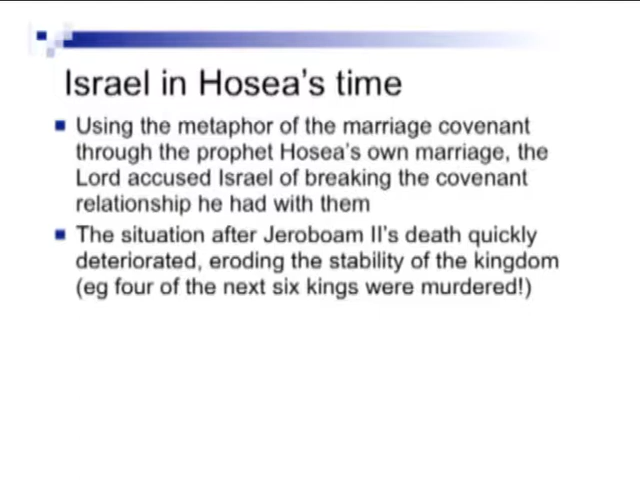 Israel in Hosea's time
Using the metaphor of the marriage covenant
through the prophet Hosea's own marriage, the
Lord accused Israel of breaking the covenant
relationship he had with them
The situation after Jeroboam II's death quickly
deteriorated, eroding the stability of the kingdom
(eg four of the next six kings were murdered!)